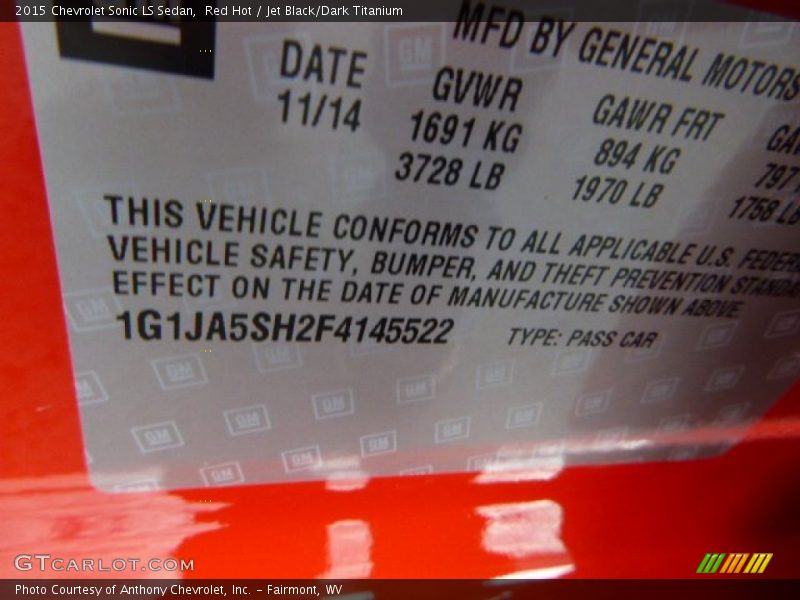 2015 Chevrolet Sonic LS Sedan, Red Hot / Jet Black/Dark Titanium
MFD BY GENERAL MOTORS
DATE GVWR GAWR FRT
11/14 1691 KG 894 KG 797
3728 LB 1970 LB 1758 LB
THIS VEHICLE CONFORMS TO ALL APPLICABLE U.S.
VEHICLE SAFETY, BUMPER, AND THEFT PREVENTION
EFFECT ON THE DATE OF MANUFACTURE SHOWN ABOVE
1G1JA5SH2F4145522 TYPE: PASS CAR
GM
GTCARLOT.COM
Photo Courtesy of Anthony Chevrolet, Inc. - Fairmont, WV